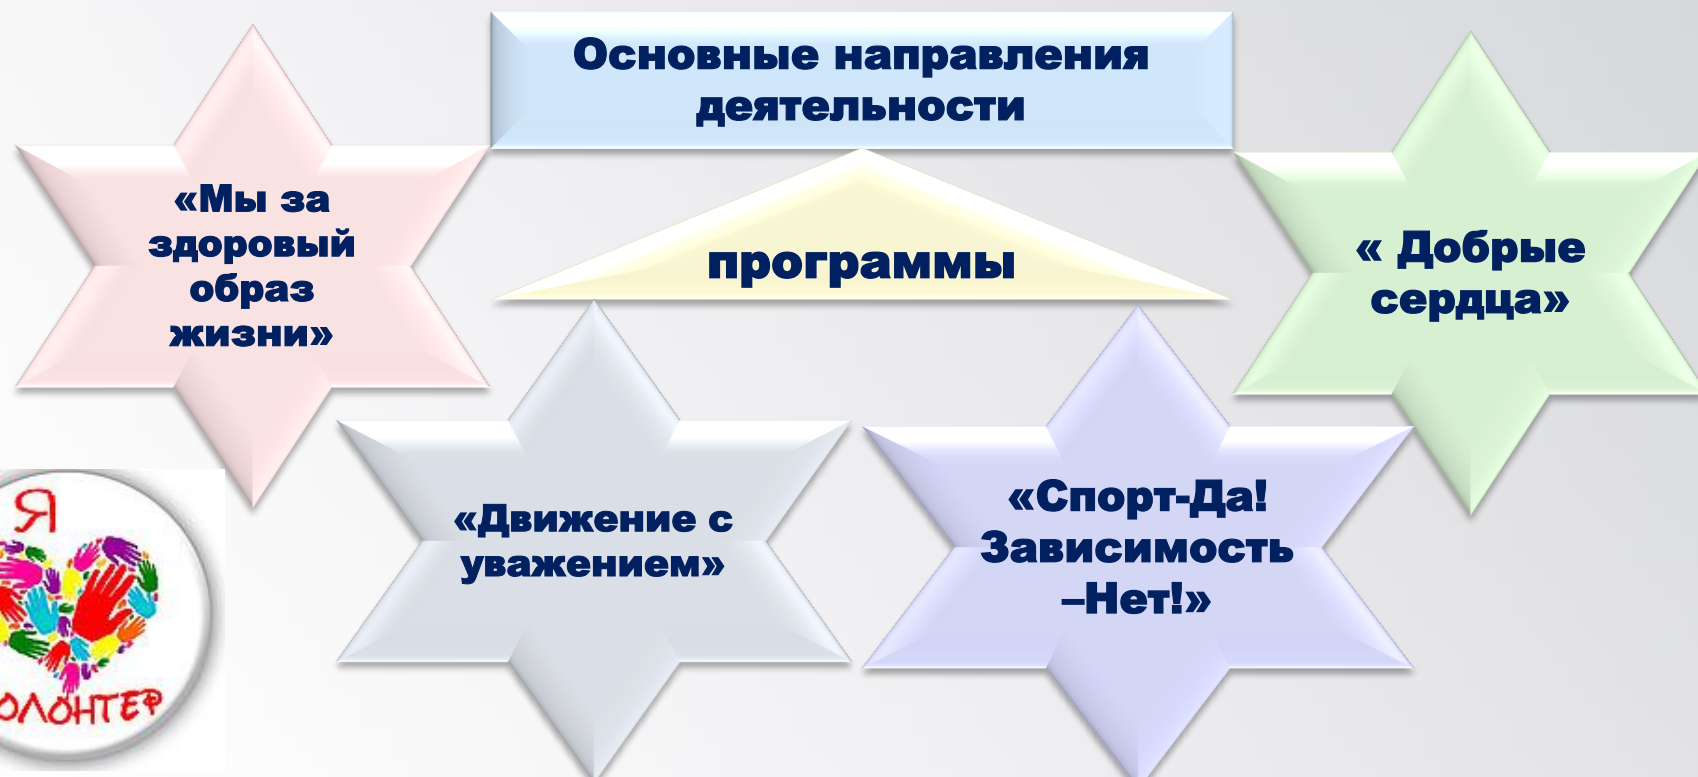 Основные направления
деятельности
программы
«Мы за
здоровый
образ
жизни»
«Движение с
уважением»
«Спорт-Да!
Зависимость
–Нет!»
« Добрые
сердца»
Я
ОЛОНТЕР